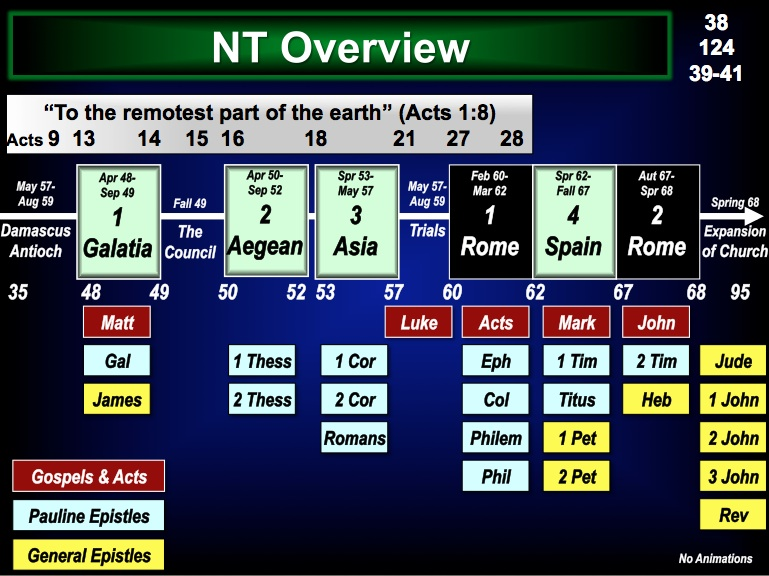 NT Overview
38
124
39-41
“To the remotest part of the earth” (Acts 1:8)
Acts 9 13 14 15 16 18 21 27 28
May 57-
Aug 59
Damascus
Antioch
Apr 48-
Sep 49
1
Galatia
Fall 49
The
Council
Apr 50-
Sep 52
2
Aegean
Spr 53-
May 57
3
Asia
May 57-
Aug 59
Trials
Feb 60-
Mar 62
1
Rome
Spr 62-
Fall 67
4
Spain
Aut 67-
Spr 68
2
Rome
Spring 68
Expansion
of Church
35 48 49 50 52 53 57 60 62 67 68 95
Matt Luke Acts Mark John
Gal 1 Thess 1 Cor Eph 1 Tim 2 Tim Jude
James 2 Thess 2 Cor Col Titus Heb 1 John
Romans Philem 1 Pet 2 John
Gospels & Acts Phil 2 Pet 3 John
Pauline Epistles Rev
General Epistles
No Animations